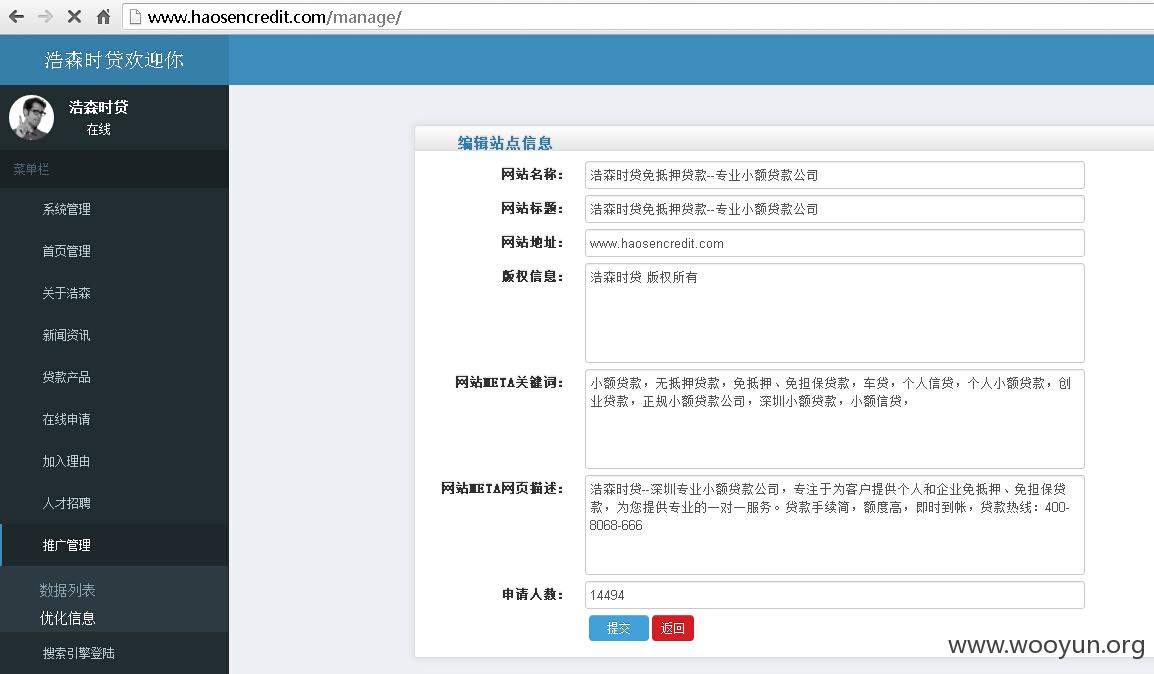 www.haosencredit.com/manage/
浩森时贷欢迎你
浩森时贷
在线
菜单栏
系统管理
首页管理
关于浩森
新闻资讯
贷款产品
在线申请
加入理由
人才招聘
推广管理
数据列表
优化信息
搜索引擎登陆
编辑站点信息
网站名称： 浩森时贷免抵押贷款--专业小额贷款公司
网站标题： 浩森时贷免抵押贷款--专业小额贷款公司
网站地址： www.haosencredit.com
版权信息： 浩森时贷 版权所有
网站META关键词： 小额贷款，无抵押贷款，免抵押、免担保贷款，车贷，个人信贷，个人小额贷款，创
业贷款，正规小额贷款公司，深圳小额贷款，小额信贷，
网站META网页描述： 浩森时贷--深圳专业小额贷款公司，专注于为客户提供个人和企业免抵押、免担保贷
款，为您提供专业的一对一服务。贷款手续简，额度高，即时到帐，贷款热线：400-
8068-666
申请人数： 14494
提交 返回
www.wooyun.org